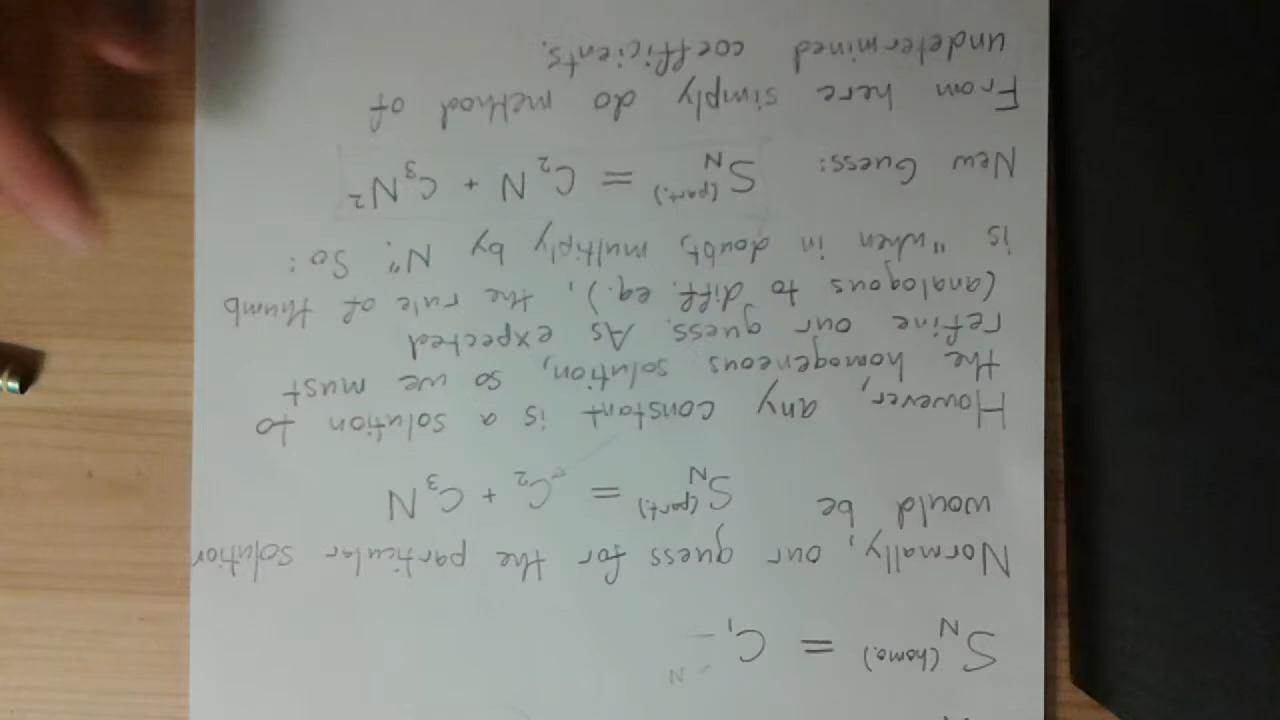 S_N^(homo.) = C_1
Normally, our guess for the particular solution
would be S_N^(part.) = C_2 + C_3 N
However, any constant is a solution to
the homogeneous solution, so we must
refine our guess. As expected
(analogous to diff. eq.), the rule of thumb
is "when in doubt, multiply by N". So:
New Guess: S_N^(part.) = C_2 N + C_3 N^2
From here simply do method of
undetermined coefficients.